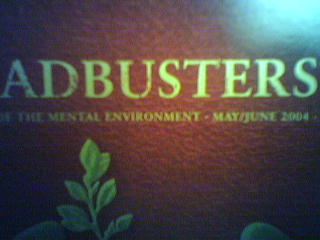 ADBUSTERS
OF THE MENTAL ENVIRONMENT - MAY/JUNE 2004 -